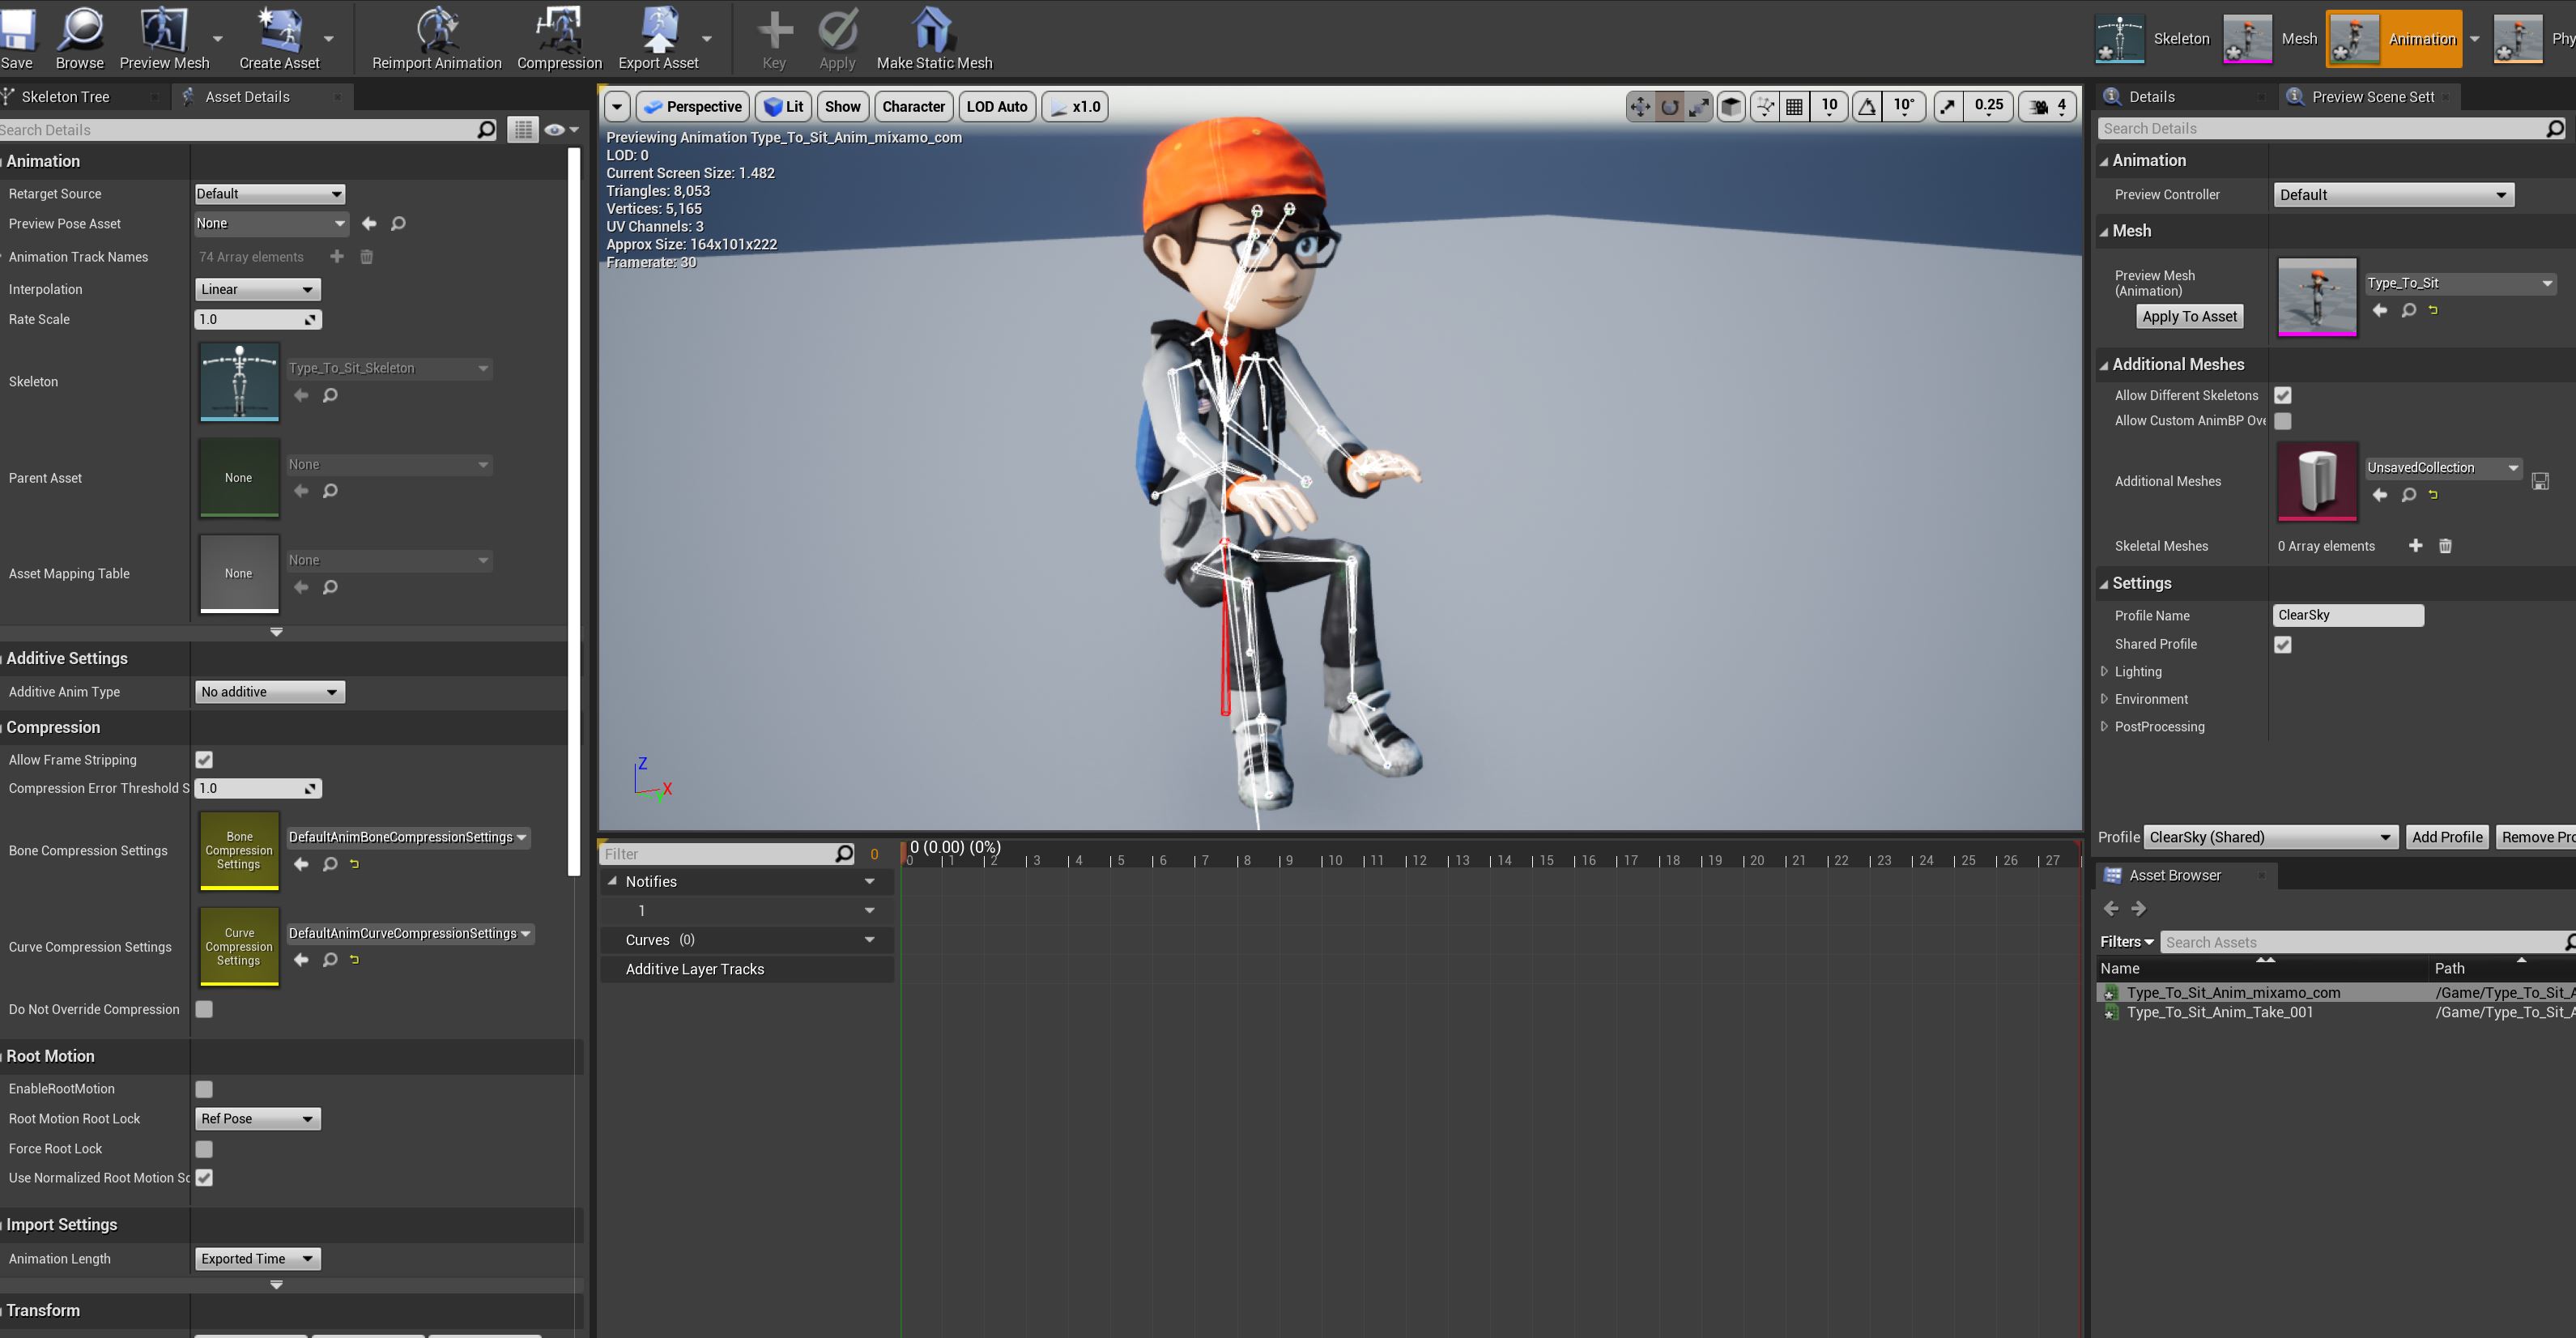 Save
Browse
Preview Mesh
Create Asset
Reimport Animation
Compression
Export Asset
Key
Apply
Make Static Mesh
Skeleton
Mesh
Animation
Phy
Skeleton Tree
Asset Details
Search Details
Animation
Retarget Source
Default
Preview Pose Asset
None
Animation Track Names
74 Array elements
Interpolation
Linear
Rate Scale
1.0
Skeleton
Type_To_Sit_Skeleton
Parent Asset
None
None
Asset Mapping Table
None
None
Additive Settings
Additive Anim Type
No additive
Compression
Allow Frame Stripping
Compression Error Threshold S
1.0
Bone Compression Settings
Bone
Compression
Settings
DefaultAnimBoneCompressionSettings
Curve Compression Settings
Curve
Compression
Settings
DefaultAnimCurveCompressionSettings
Do Not Override Compression
Root Motion
EnableRootMotion
Root Motion Root Lock
Ref Pose
Force Root Lock
Use Normalized Root Motion Sc
Import Settings
Animation Length
Exported Time
Transform
Perspective
Lit
Show
Character
LOD Auto
x1.0
10
10°
0.25
4
Previewing Animation Type_To_Sit_Anim_mixamo_com
LOD: 0
Current Screen Size: 1.482
Triangles: 8,053
Vertices: 5,165
UV Channels: 3
Approx Size: 164x101x222
Framerate: 30
Z
X
Filter
0
0 (0.00) (0%)
0 1 2 3 4 5 6 7 8 9 10 11 12 13 14 15 16 17 18 19 20 21 22 23 24 25 26 27
Notifies
1
Curves (0)
Additive Layer Tracks
Details
Preview Scene Sett
Search Details
Animation
Preview Controller
Default
Mesh
Preview Mesh
(Animation)
Apply To Asset
Type_To_Sit
Additional Meshes
Allow Different Skeletons
Allow Custom AnimBP Ove
Additional Meshes
UnsavedCollection
Skeletal Meshes
0 Array elements
Settings
Profile Name
ClearSky
Shared Profile
Lighting
Environment
PostProcessing
Profile
ClearSky (Shared)
Add Profile
Remove Pro
Asset Browser
Filters
Search Assets
Name
Path
Type_To_Sit_Anim_mixamo_com
/Game/Type_To_Sit_A
Type_To_Sit_Anim_Take_001
/Game/Type_To_Sit_A